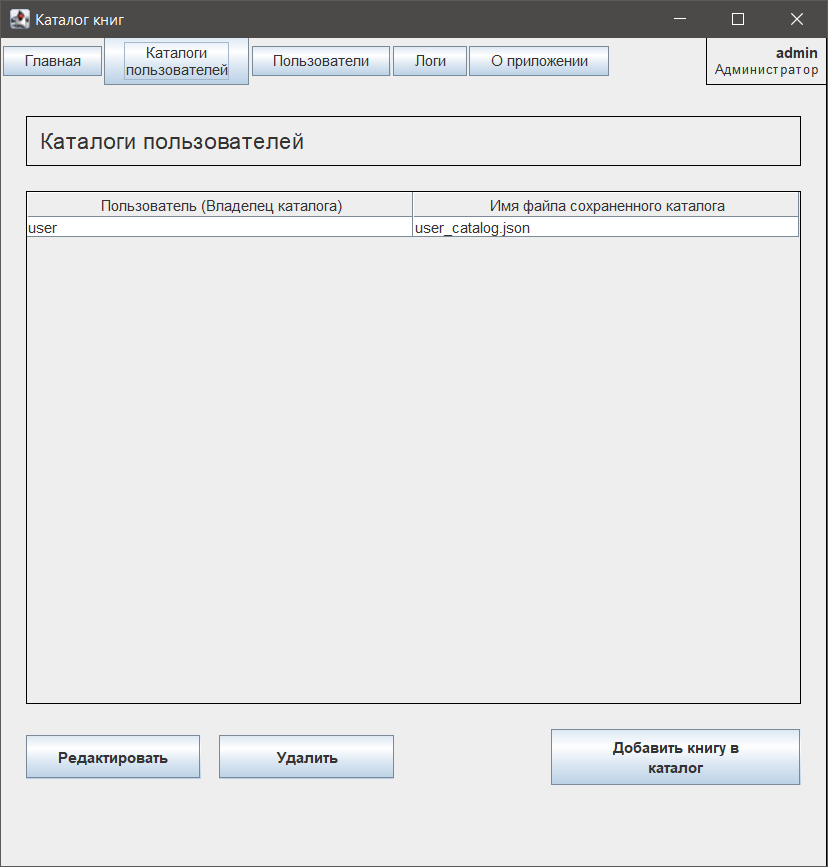 Каталог книг
Главная
Каталоги
пользователей
Пользователи
Логи
О приложении
admin
Администратор
Каталоги пользователей
Пользователь (Владелец каталога)
Имя файла сохраненного каталога
user
user_catalog.json
Редактировать
Удалить
Добавить книгу в
каталог